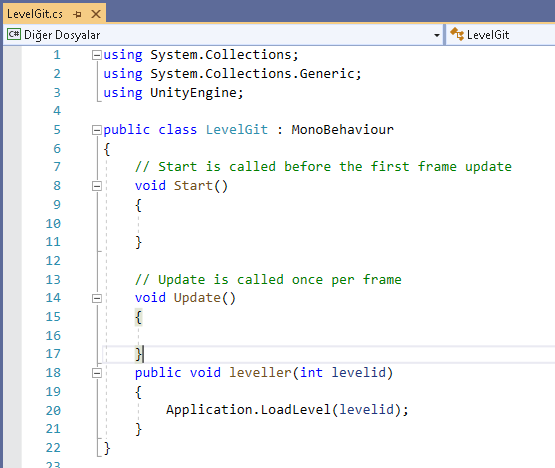 LevelGit.cs
Diğer Dosyalar
LevelGit
1 using System.Collections;
2 using System.Collections.Generic;
3 using UnityEngine;
4
5 public class LevelGit : MonoBehaviour
6 {
7 // Start is called before the first frame update
8 void Start()
9 {
10
11 }
12
13 // Update is called once per frame
14 void Update()
15 {
16
17 }
18 public void leveller(int levelid)
19 {
20 Application.LoadLevel(levelid);
21 }
22 }
23